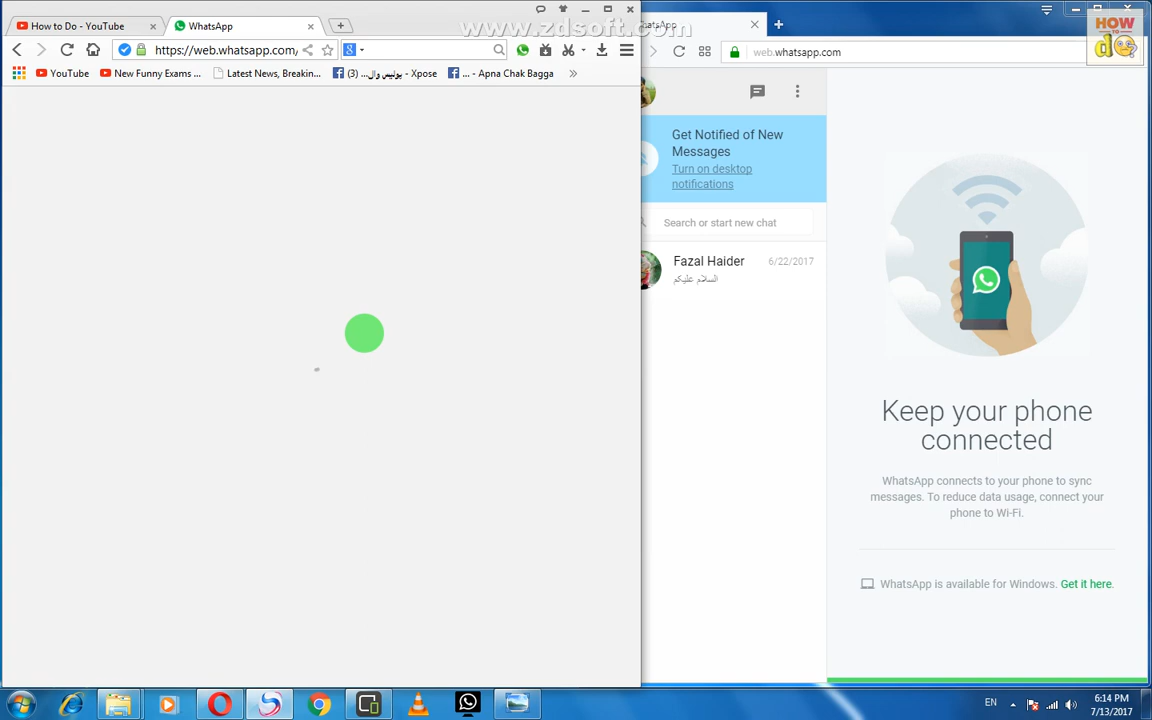 How to Do - YouTube
WhatsApp
www.zdsoft.com
HOW
TO
do
https://web.whatsapp.com/
web.whatsapp.com
YouTube
New Funny Exams ...
Latest News, Breakin...
(3) پولیس وال... - Xpose
... - Apna Chak Bagga
Get Notified of New
Messages
Turn on desktop
notifications
Search or start new chat
Fazal Haider
6/22/2017
السلام علیکم
Keep your phone
connected
WhatsApp connects to your phone to sync
messages. To reduce data usage, connect your
phone to Wi-Fi.
WhatsApp is available for Windows. Get it here.
EN
6:14 PM
7/13/2017